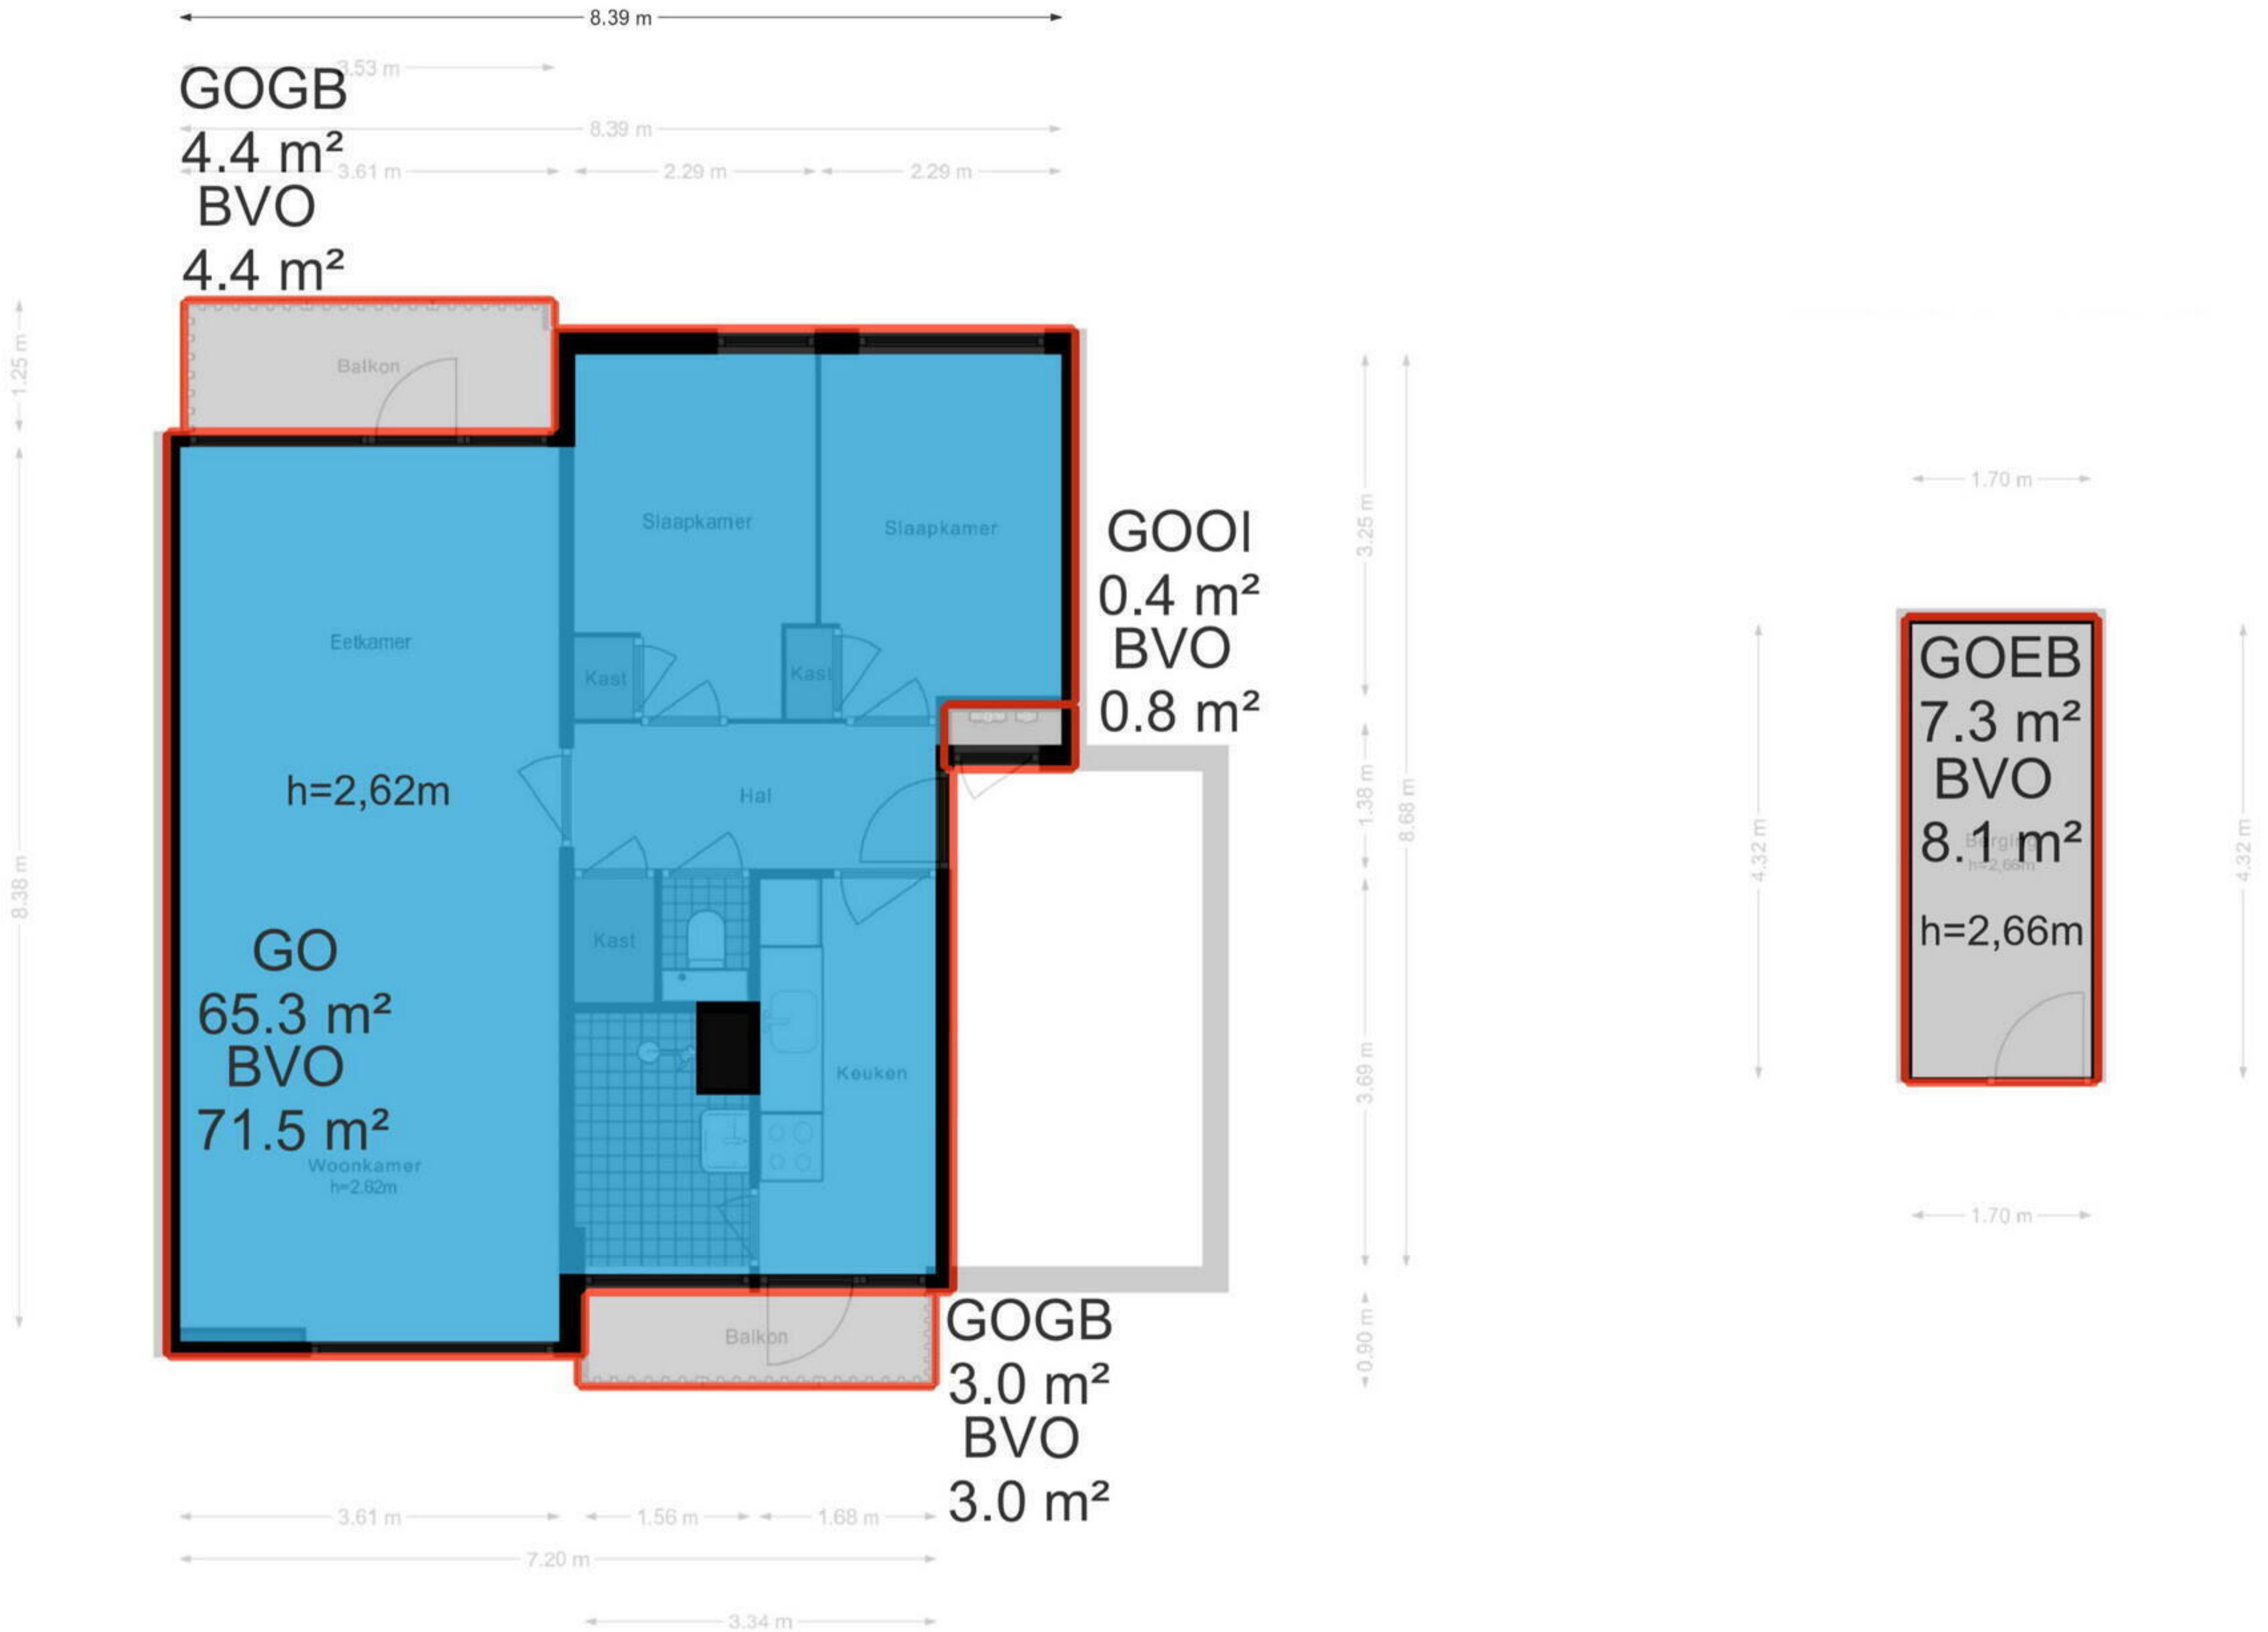 8.39 m
3.53 m
GOGB
4.4 m²
BVO
4.4 m²
8.39 m
3.61 m
2.29 m
2.29 m
1.25 m
Balkon
Slaapkamer
Slaapkamer
Eetkamer
Kast
Kast
GOOI
0.4 m²
BVO
0.8 m²
h=2,62m
Hal
8.38 m
GO
65.3 m²
BVO
71.5 m²
Woonkamer
h=2.62m
Kast
Keuken
Balkon
GOGB
3.0 m²
BVO
3.0 m²
3.25 m
1.38 m
8.68 m
3.69 m
0.90 m
3.61 m
1.56 m
1.68 m
7.20 m
3.34 m
1.70 m
4.32 m
GOEB
7.3 m²
BVO
8.1 m²
Berging
h=2,66m
h=2,66m
4.32 m
1.70 m